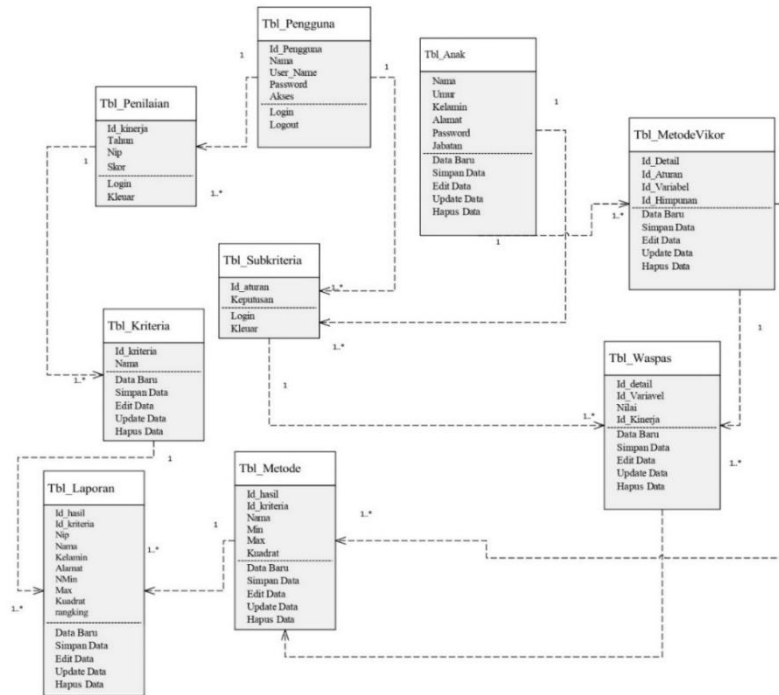 Tbl_Pengguna
Id_Pengguna
Nama
User_Name
Password
Akses
Login
Logout
1
1
Tbl_Anak
Nama
Umur
Kelamin
Alamat
Password
Jabatan
Data Baru
Simpan Data
Edit Data
Update Data
Hapus Data
1
1
Tbl_Penilaian
Id_kinerja
Tahun
Nip
Skor
Login
Kleuar
1
1..*
Tbl_MetodeVikor
Id_Detail
Id_Aturan
Id_Variabel
Id_Himpunan
Data Baru
Simpan Data
Edit Data
Update Data
Hapus Data
1..*
1
Tbl_Subkriteria
Id_aturan
Keputusan
Login
Kleuar
1..*
1..*
1
Tbl_Kriteria
Id_kriteria
Nama
Data Baru
Simpan Data
Edit Data
Update Data
Hapus Data
1..*
1
Tbl_Waspas
Id_detail
Id_Variavel
Nilai
Id_Kinerja
Data Baru
Simpan Data
Edit Data
Update Data
Hapus Data
1..*
1..*
Tbl_Metode
Id_hasil
Id_kriteria
Nama
Min
Max
Kuadrat
Data Baru
Simpan Data
Edit Data
Update Data
Hapus Data
1
1..*
Tbl_Laporan
Id_hasil
Id_kriteria
Nip
Nama
Kelamin
Alamat
NMin
Max
Kuadrat
rangking
Data Baru
Simpan Data
Edit Data
Update Data
Hapus Data
1..*
1..*